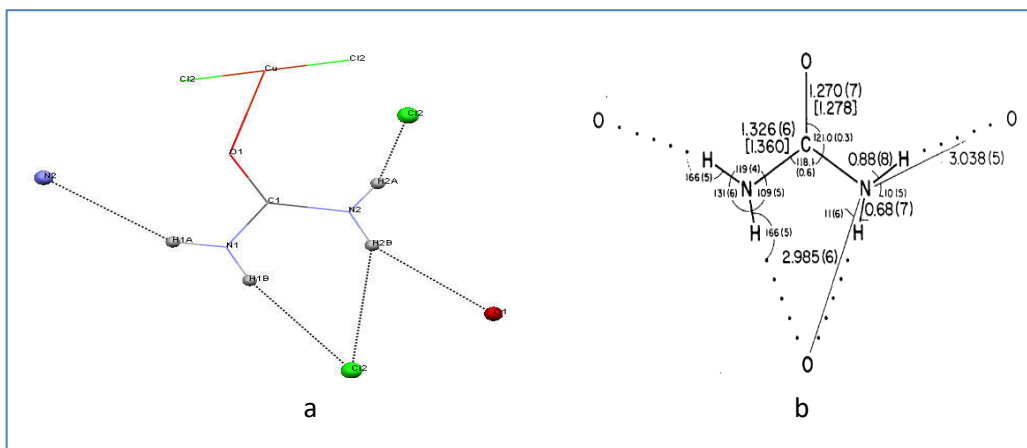 Cl2
Cu
Cl2
Cl2
O1
N2
H2A
C1
N2
H1A
N1
H2B
H1B
O1
Cl2
a
O
1.270(7)
[1.278]
O
O
1.326(6)
[1.360]
C
121.0(0.3)
118.1
(0.6)
H
0.88(8)
H
3.038(5)
166(5)
119(4)
131(6)
109(5)
N
N
110(5)
0.68(7)
H
166(5)
11(6)
H
2.985(6)
O
b